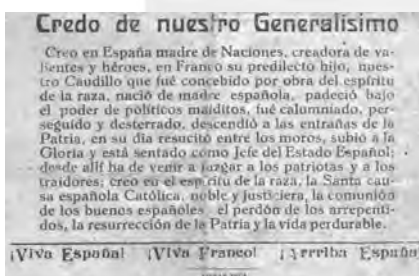 Credo de nuestro Generalísimo
Creo en España madre de Naciones, creadora de va-
lientes y héroes, en Franco su predilecto hijo, nues-
tro Caudillo que fué concebido por obra del espíritu
de la raza, nació de madre española, padeció bajo
el poder de políticos malditos, fué calumniado, per-
seguido y desterrado, descendió a las entrañas de la
Patria, en su día resucitó entre los moros, subió a la
Gloria y está sentado como Jefe del Estado Español;
desde allí ha de venir a juzgar a los patriotas y a los
traidores; creo en el espíritu de la raza, la Santa cau-
sa española Católica, noble y justiciera, la comunión
de los buenos españoles el perdón de los arrepenti-
dos, la resurrección de la Patria y la vida perdurable.
¡Viva España! ¡Viva Franco! ¡Arriba España